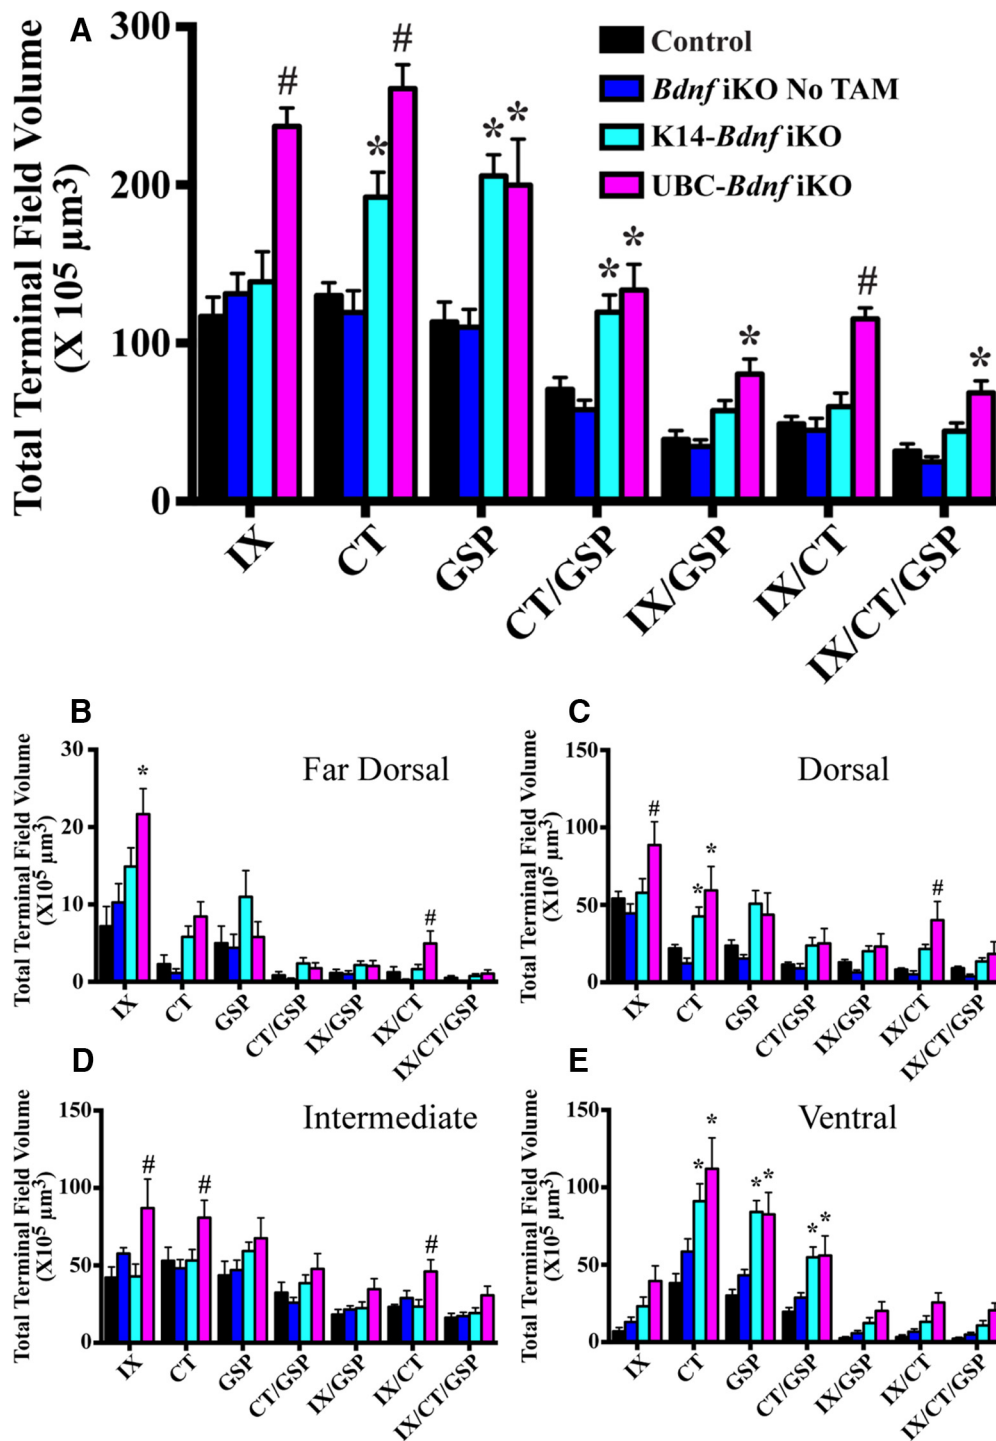 A
Total Terminal Field Volume
(X 105 µm3)
300
200
100
0
Control
Bdnf iKO No TAM
K14-Bdnf iKO
UBC-Bdnf iKO
#
#
*
*
*
*
*
*
#
*
IX
CT
GSP
CT/GSP
IX/GSP
IX/CT
IX/CT/GSP
B
Far Dorsal
Total Terminal Field Volume
(X10⁵ µm³)
30
20
10
0
*
#
IX
CT
GSP
CT/GSP
IX/GSP
IX/CT
IX/CT/GSP
C
Dorsal
Total Terminal Field Volume
(X10⁵ µm³)
150
100
50
0
#
*
*
#
IX
CT
GSP
CT/GSP
IX/GSP
IX/CT
IX/CT/GSP
D
Intermediate
Total Terminal Field Volume
(X10⁵ µm³)
150
100
50
0
#
#
#
IX
CT
GSP
CT/GSP
IX/GSP
IX/CT
IX/CT/GSP
E
Ventral
Total Terminal Field Volume
(X10⁵ µm³)
150
100
50
0
*
*
*
*
*
*
IX
CT
GSP
CT/GSP
IX/GSP
IX/CT
IX/CT/GSP